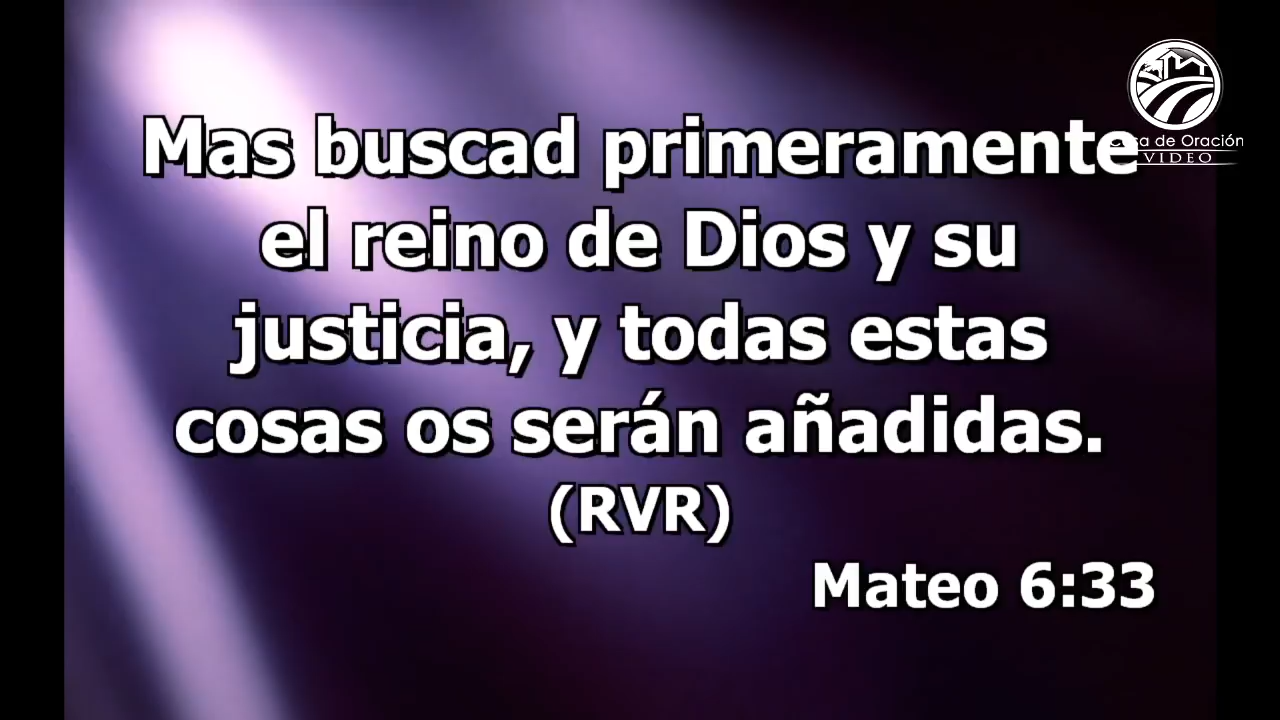 Mas buscad primeramente
el reino de Dios y su
justicia, y todas estas
cosas os serán añadidas.
(RVR)
Mateo 6:33
de Oración
VIDEO